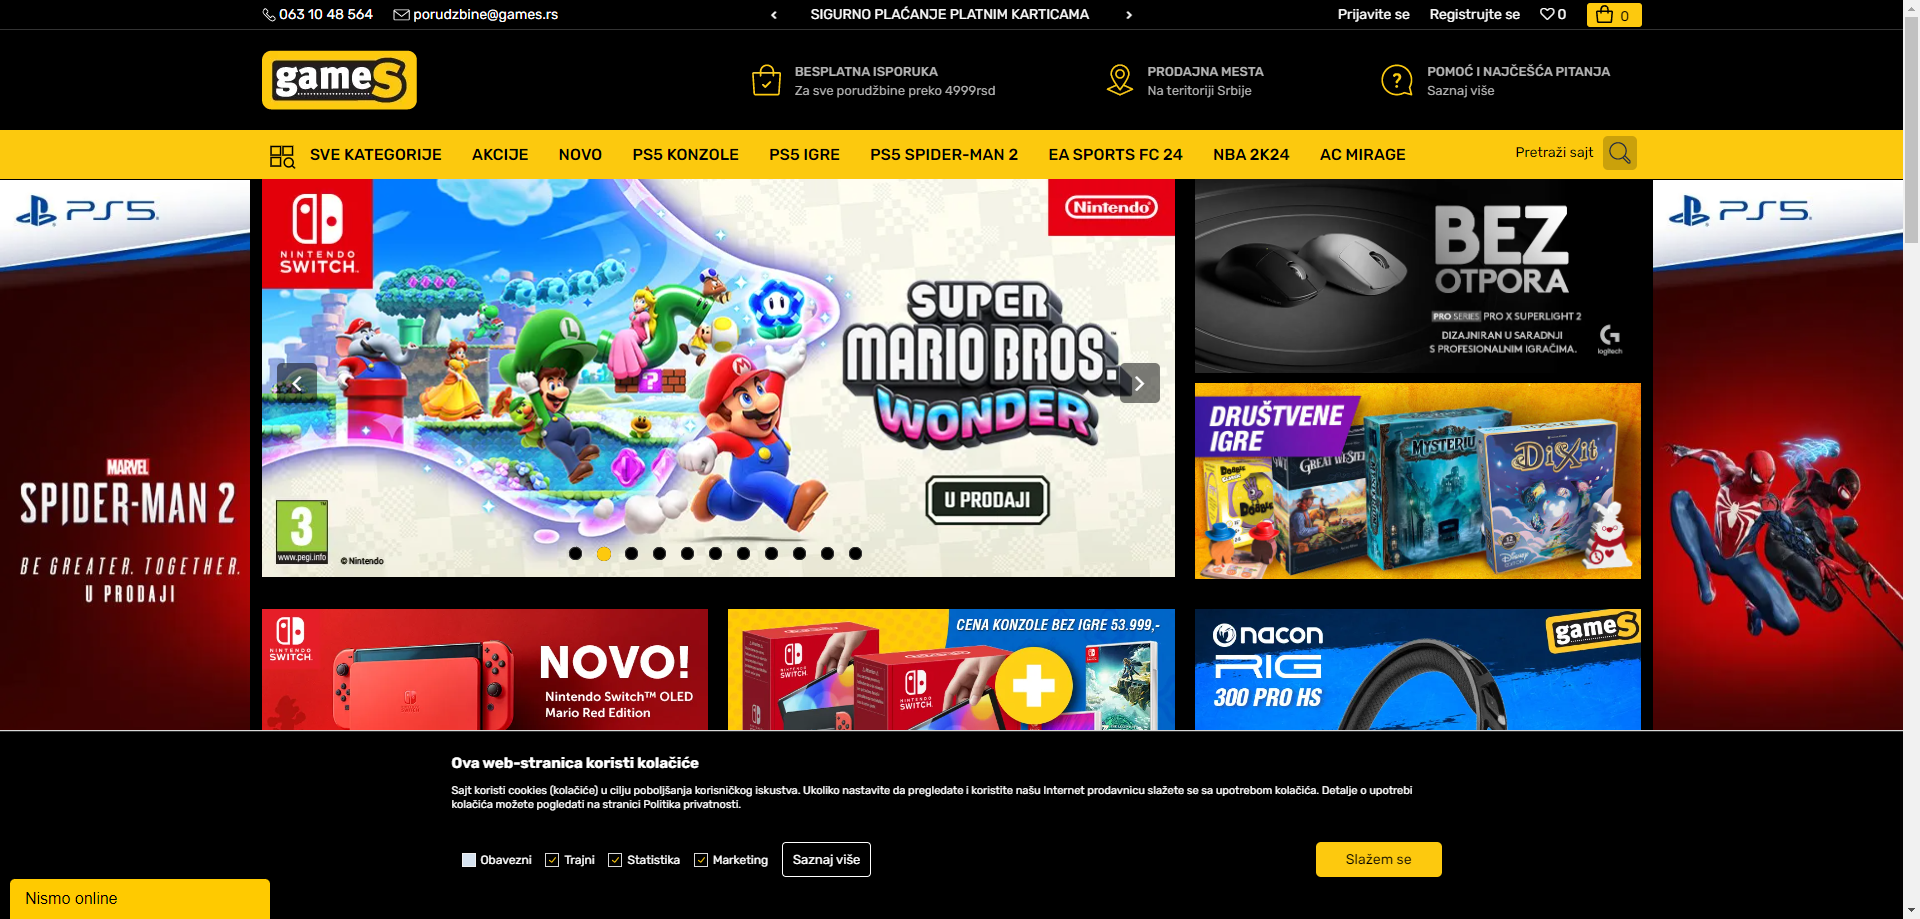 063 10 48 564
porudzbine@games.rs
SIGURNO PLAĆANJE PLATNIM KARTICAMA
Prijavite se
Registrujte se
0
0
gameS
BESPLATNA ISPORUKA
Za sve porudžbine preko 4999rsd
PRODAJNA MESTA
Na teritoriji Srbije
POMOĆ I NAJČEŠĆA PITANJA
Saznaj više
SVE KATEGORIJE
AKCIJE
NOVO
PS5 KONZOLE
PS5 IGRE
PS5 SPIDER-MAN 2
EA SPORTS FC 24
NBA 2K24
AC MIRAGE
Pretraži sajt
PS5
MARVEL
SPIDER-MAN 2
BE GREATER. TOGETHER.
U PRODAJI
NINTENDO
SWITCH
Nintendo
SUPER
MARIO BROS.
WONDER
U PRODAJI
3
www.pegi.info
© Nintendo
BEZ
OTPORA
PRO SERIES PRO X SUPERLIGHT 2
DIZAJNIRAN U SARADNJI
S PROFESIONALNIM IGRAČIMA.
logitech
DRUŠTVENE
IGRE
Dobble
GREAT WESTE
MYSTERIU
DiXit
Disney
PS5
NINTENDO
SWITCH
NOVO!
Nintendo Switch™ OLED
Mario Red Edition
CENA KONZOLE BEZ IGRE 53.999,-
NINTENDO
SWITCH
NINTENDO
SWITCH
nacon
RIG
300 PRO HS
gameS
Ova web-stranica koristi kolačiće
Sajt koristi cookies (kolačiće) u cilju poboljšanja korisničkog iskustva. Ukoliko nastavite da pregledate i koristite našu Internet prodavnicu slažete se sa upotrebom kolačića. Detalje o upotrebi
kolačića možete pogledati na stranici Politika privatnosti.
Obavezni
Trajni
Statistika
Marketing
Saznaj više
Slažem se
Nismo online